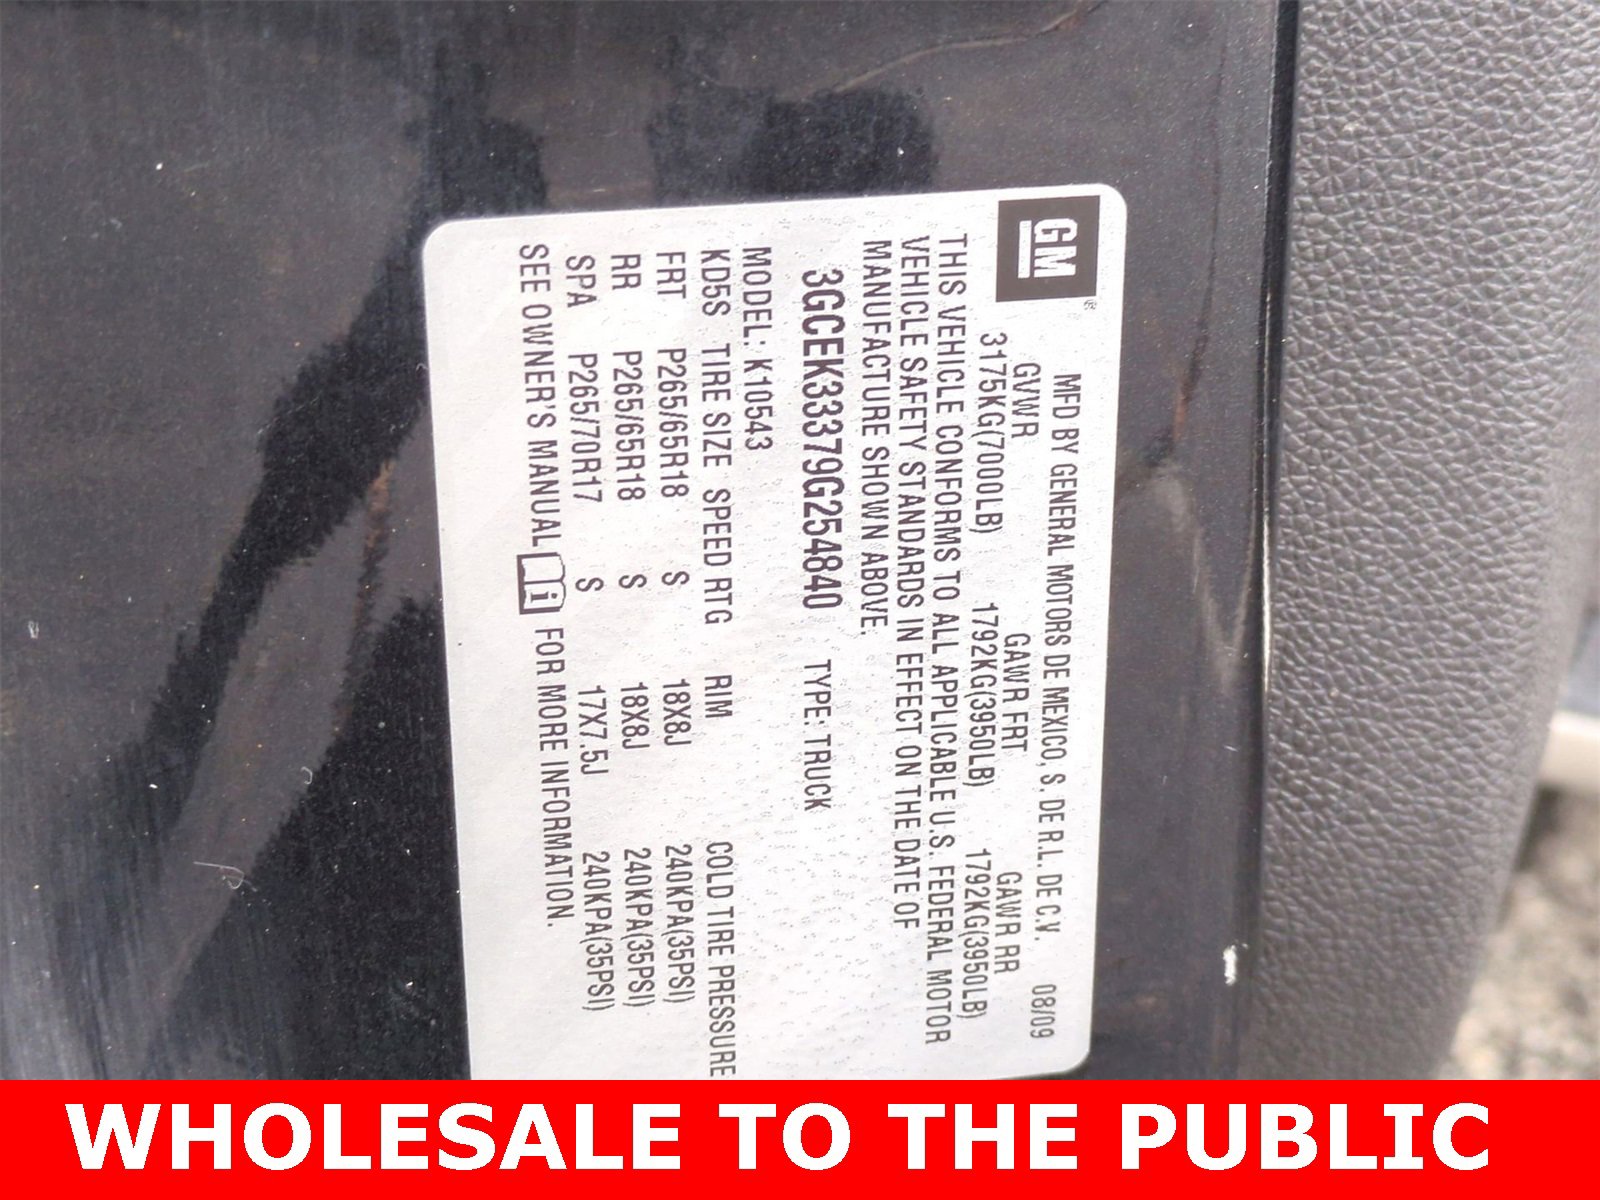 GM®
MFD BY GENERAL MOTORS DE MEXICO, S. DE R.L. DE C.V. 08/09
GVWR GAWR FRT GAWR RR
3175KG(7000LB) 1792KG(3950LB) 1792KG(3950LB)
THIS VEHICLE CONFORMS TO ALL APPLICABLE U.S. FEDERAL MOTOR
VEHICLE SAFETY STANDARDS IN EFFECT ON THE DATE OF
MANUFACTURE SHOWN ABOVE.
3GCEK33379G254840 TYPE: TRUCK
MODEL: K10543
KD5S TIRE SIZE SPEED RTG RIM COLD TIRE PRESSURE
FRT P265/65R18 S 18X8J 240KPA(35PSI)
RR P265/65R18 S 18X8J 240KPA(35PSI)
SPA P265/70R17 S 17X7.5J 240KPA(35PSI)
SEE OWNER'S MANUAL i FOR MORE INFORMATION.
WHOLESALE TO THE PUBLIC